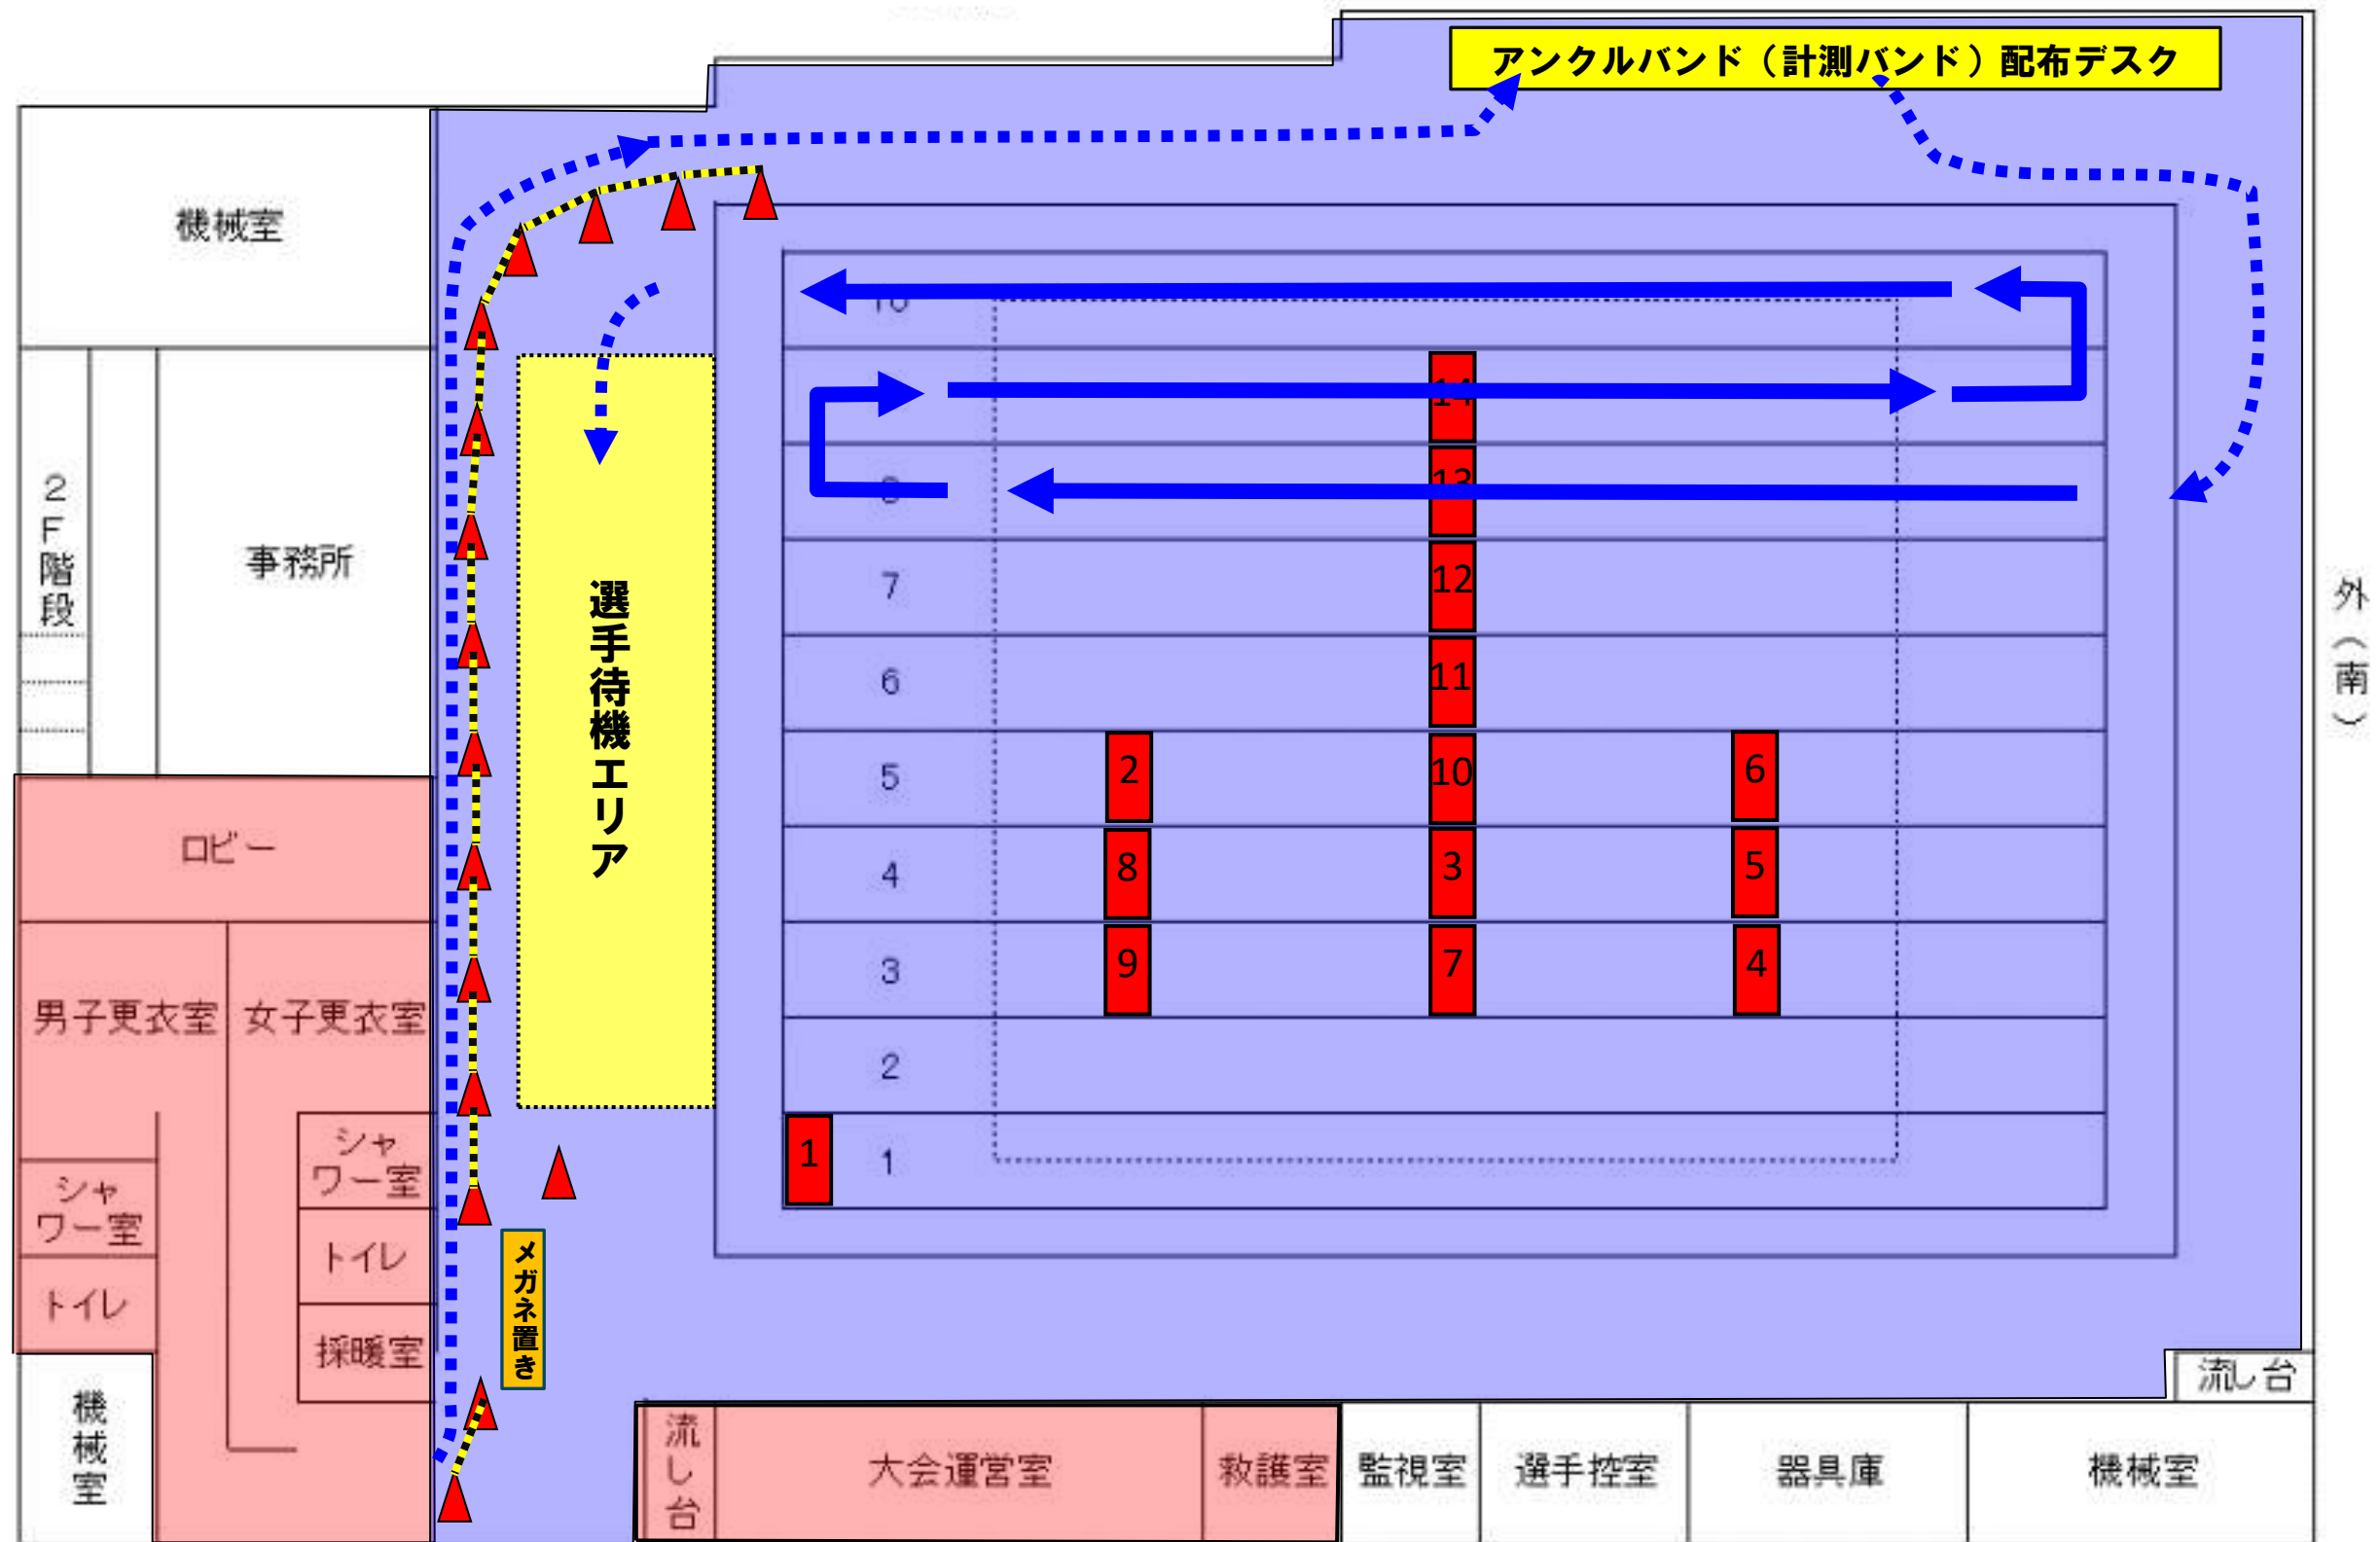 アンクルバンド（計測バンド）配布デスク
機械室
2F階段
事務所
選手待機エリア
外（南）
10
14
13
7
12
6
11
5
2
10
6
4
8
3
5
3
9
7
4
2
1
1
ロビー
男子更衣室
女子更衣室
シャ
ワー室
シャ
ワー室
トイレ
トイレ
採暖室
メガネ置き
機械室
流し台
流し台
大会運営室
救護室
監視室
選手控室
器具庫
機械室